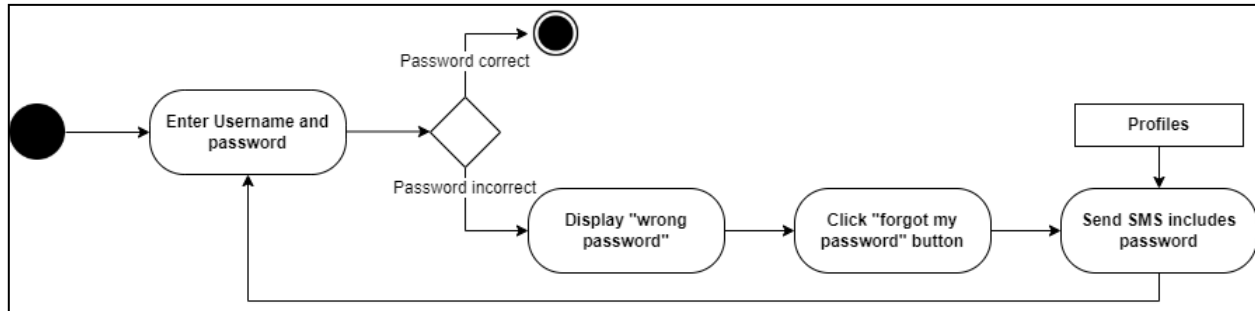 Password correct
Enter Username and
password
Profiles
Password incorrect
Display "wrong
password"
Click "forgot my
password" button
Send SMS includes
password